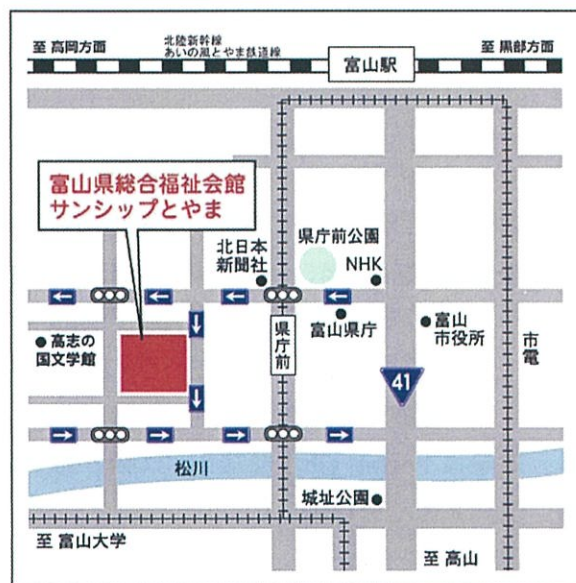 至 高岡方面
北陸新幹線
あいの風とやま鉄道線
富山駅
至 黒部方面
富山県総合福祉会館
サンシップとやま
北日本
新聞社
県庁前公園
NHK
富山県庁
富山
市役所
高志の
国文学館
県庁前
41
市電
松川
城址公園
至 富山大学
至 高山